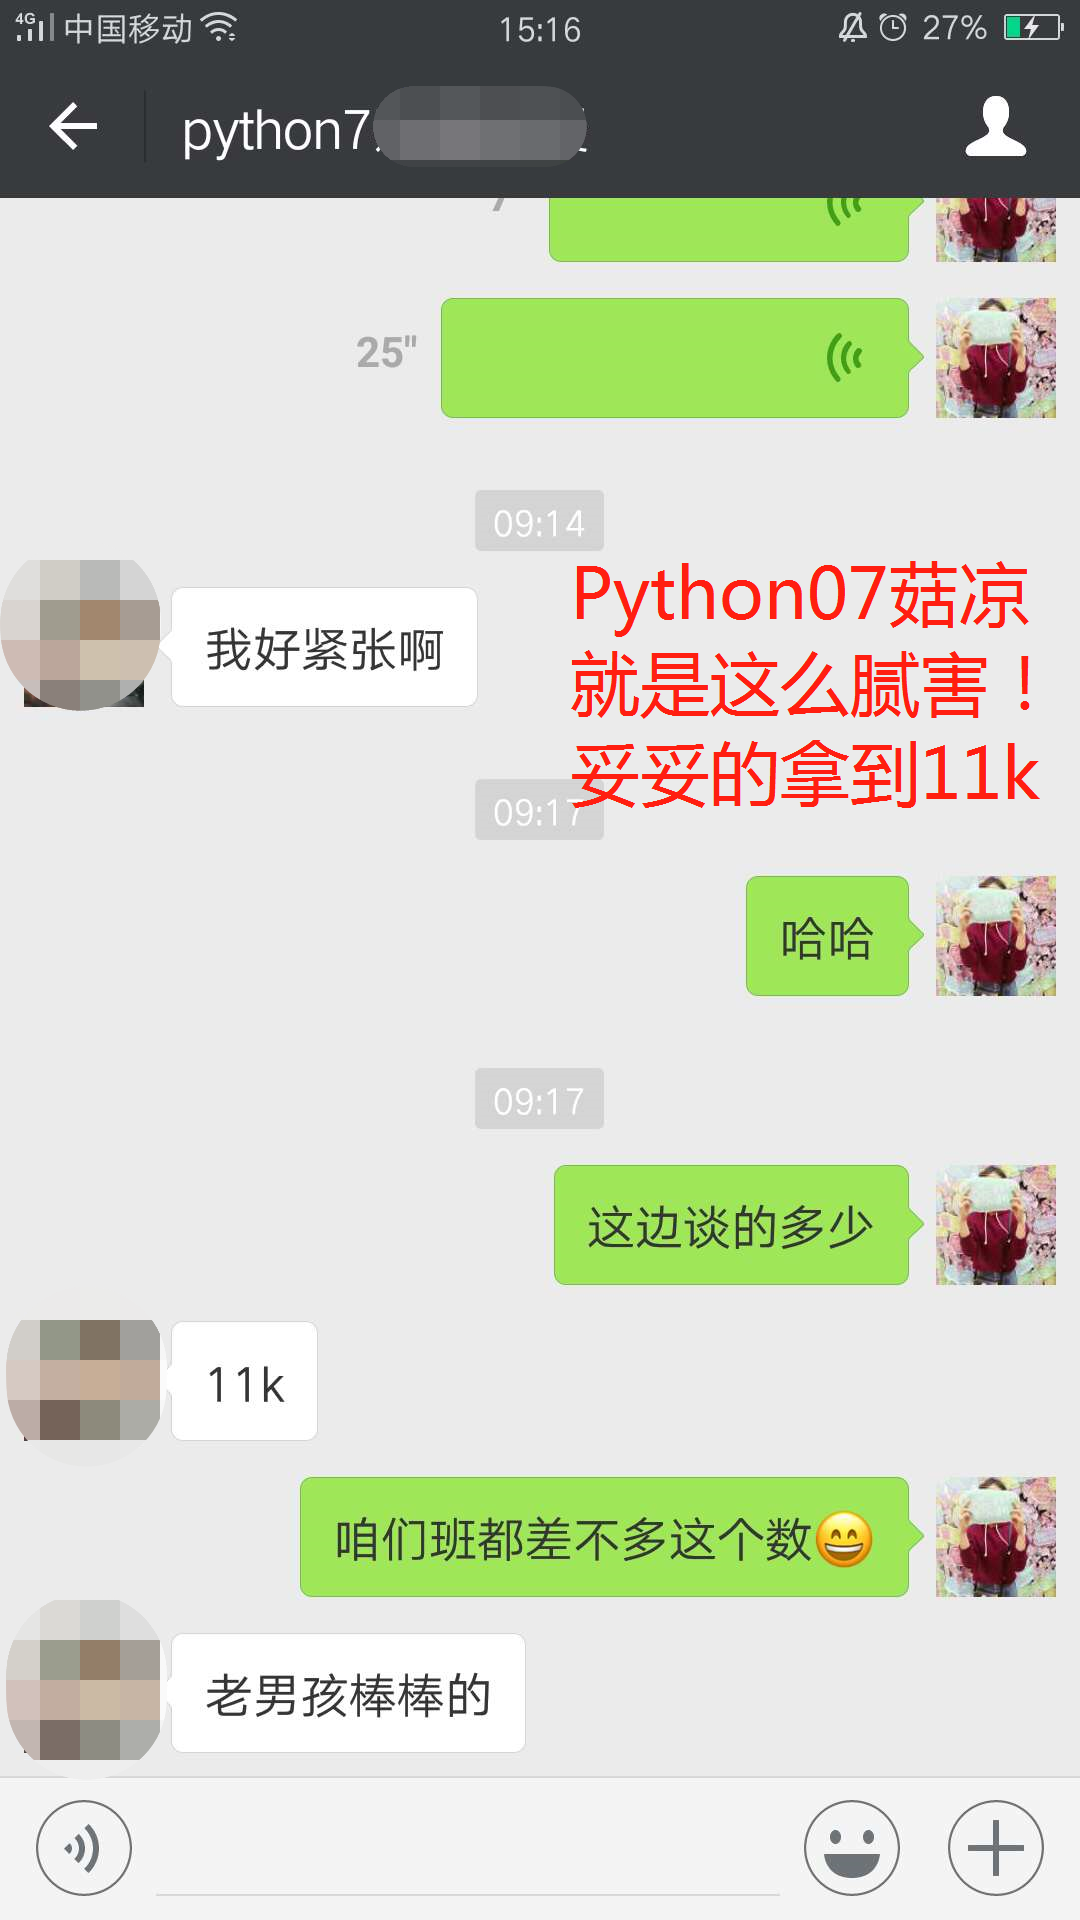 4G 中国移动 15:16 27%
python7
25"
09:14
我好紧张啊
Python07菇凉
就是这么腻害！
妥妥的拿到11k
09:17
哈哈
09:17
这边谈的多少
11k
咱们班都差不多这个数😄
老男孩棒棒的